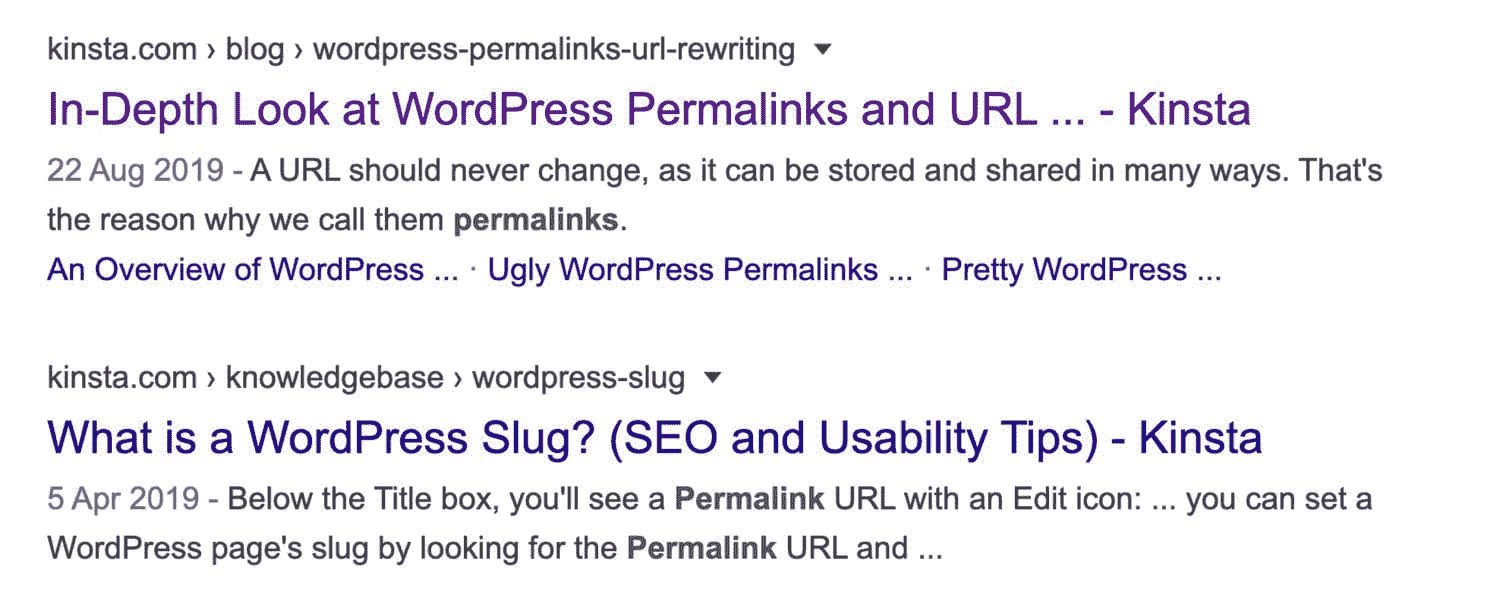 kinsta.com › blog › wordpress-permalinks-url-rewriting
In-Depth Look at WordPress Permalinks and URL ... - Kinsta
22 Aug 2019 - A URL should never change, as it can be stored and shared in many ways. That's
the reason why we call them permalinks.
An Overview of WordPress ... · Ugly WordPress Permalinks ... · Pretty WordPress ...
kinsta.com › knowledgebase › wordpress-slug
What is a WordPress Slug? (SEO and Usability Tips) - Kinsta
5 Apr 2019 - Below the Title box, you'll see a Permalink URL with an Edit icon: ... you can set a
WordPress page's slug by looking for the Permalink URL and ...